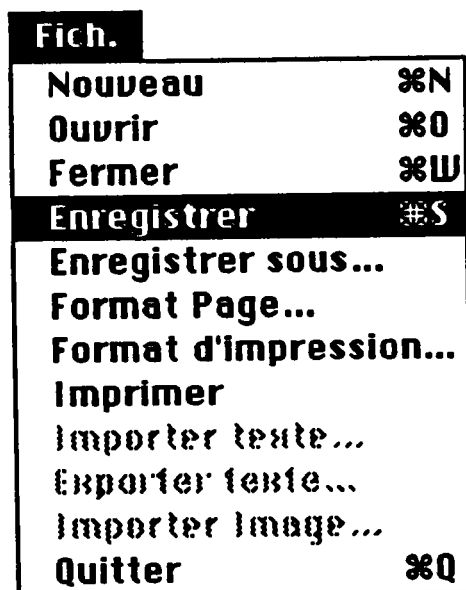 Fich.
Nouveau ⌘N
Ouvrir ⌘O
Fermer ⌘W
Enregistrer ⌘S
Enregistrer sous...
Format Page...
Format d'impression...
Imprimer
Importer texte...
Exporter texte...
Importer Image...
Quitter ⌘Q